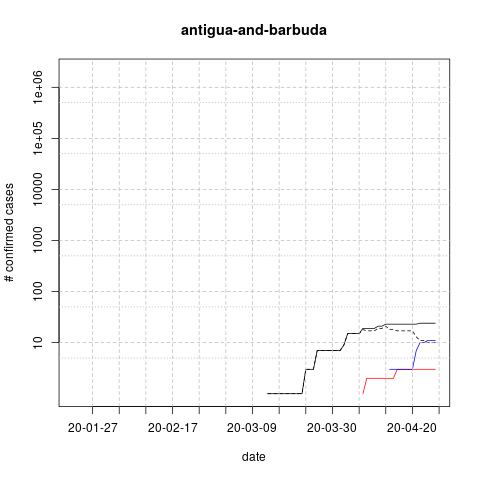 antigua-and-barbuda
# confirmed cases
1e+06
1e+05
10000
1000
100
10
20-01-27 20-02-17 20-03-09 20-03-30 20-04-20
date